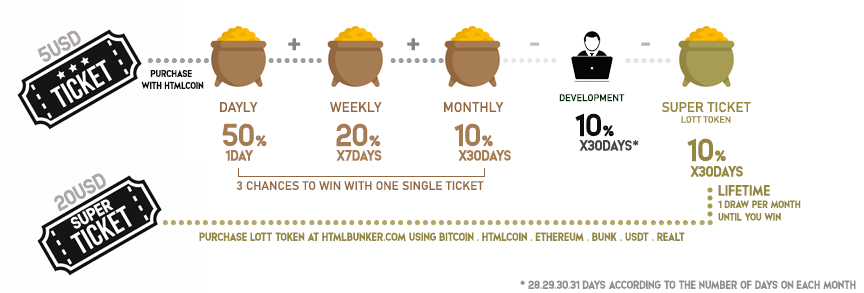 5USD
TICKET
PURCHASE
WITH HTMLCOIN
+
+
-
-
DAYLY
50%
1DAY
WEEKLY
20%
X7DAYS
MONTHLY
10%
X30DAYS
3 CHANCES TO WIN WITH ONE SINGLE TICKET
DEVELOPMENT
10%
X30DAYS*
SUPER TICKET
LOTT TOKEN
10%
X30DAYS
LIFETIME
1 DRAW PER MONTH
UNTIL YOU WIN
20USD
SUPER
TICKET
PURCHASE LOTT TOKEN AT HTMLBUNKER.COM USING BITCOIN . HTMLCOIN . ETHEREUM . BUNK . USDT . REALT
* 28.29.30.31 DAYS ACCORDING TO THE NUMBER OF DAYS ON EACH MONTH